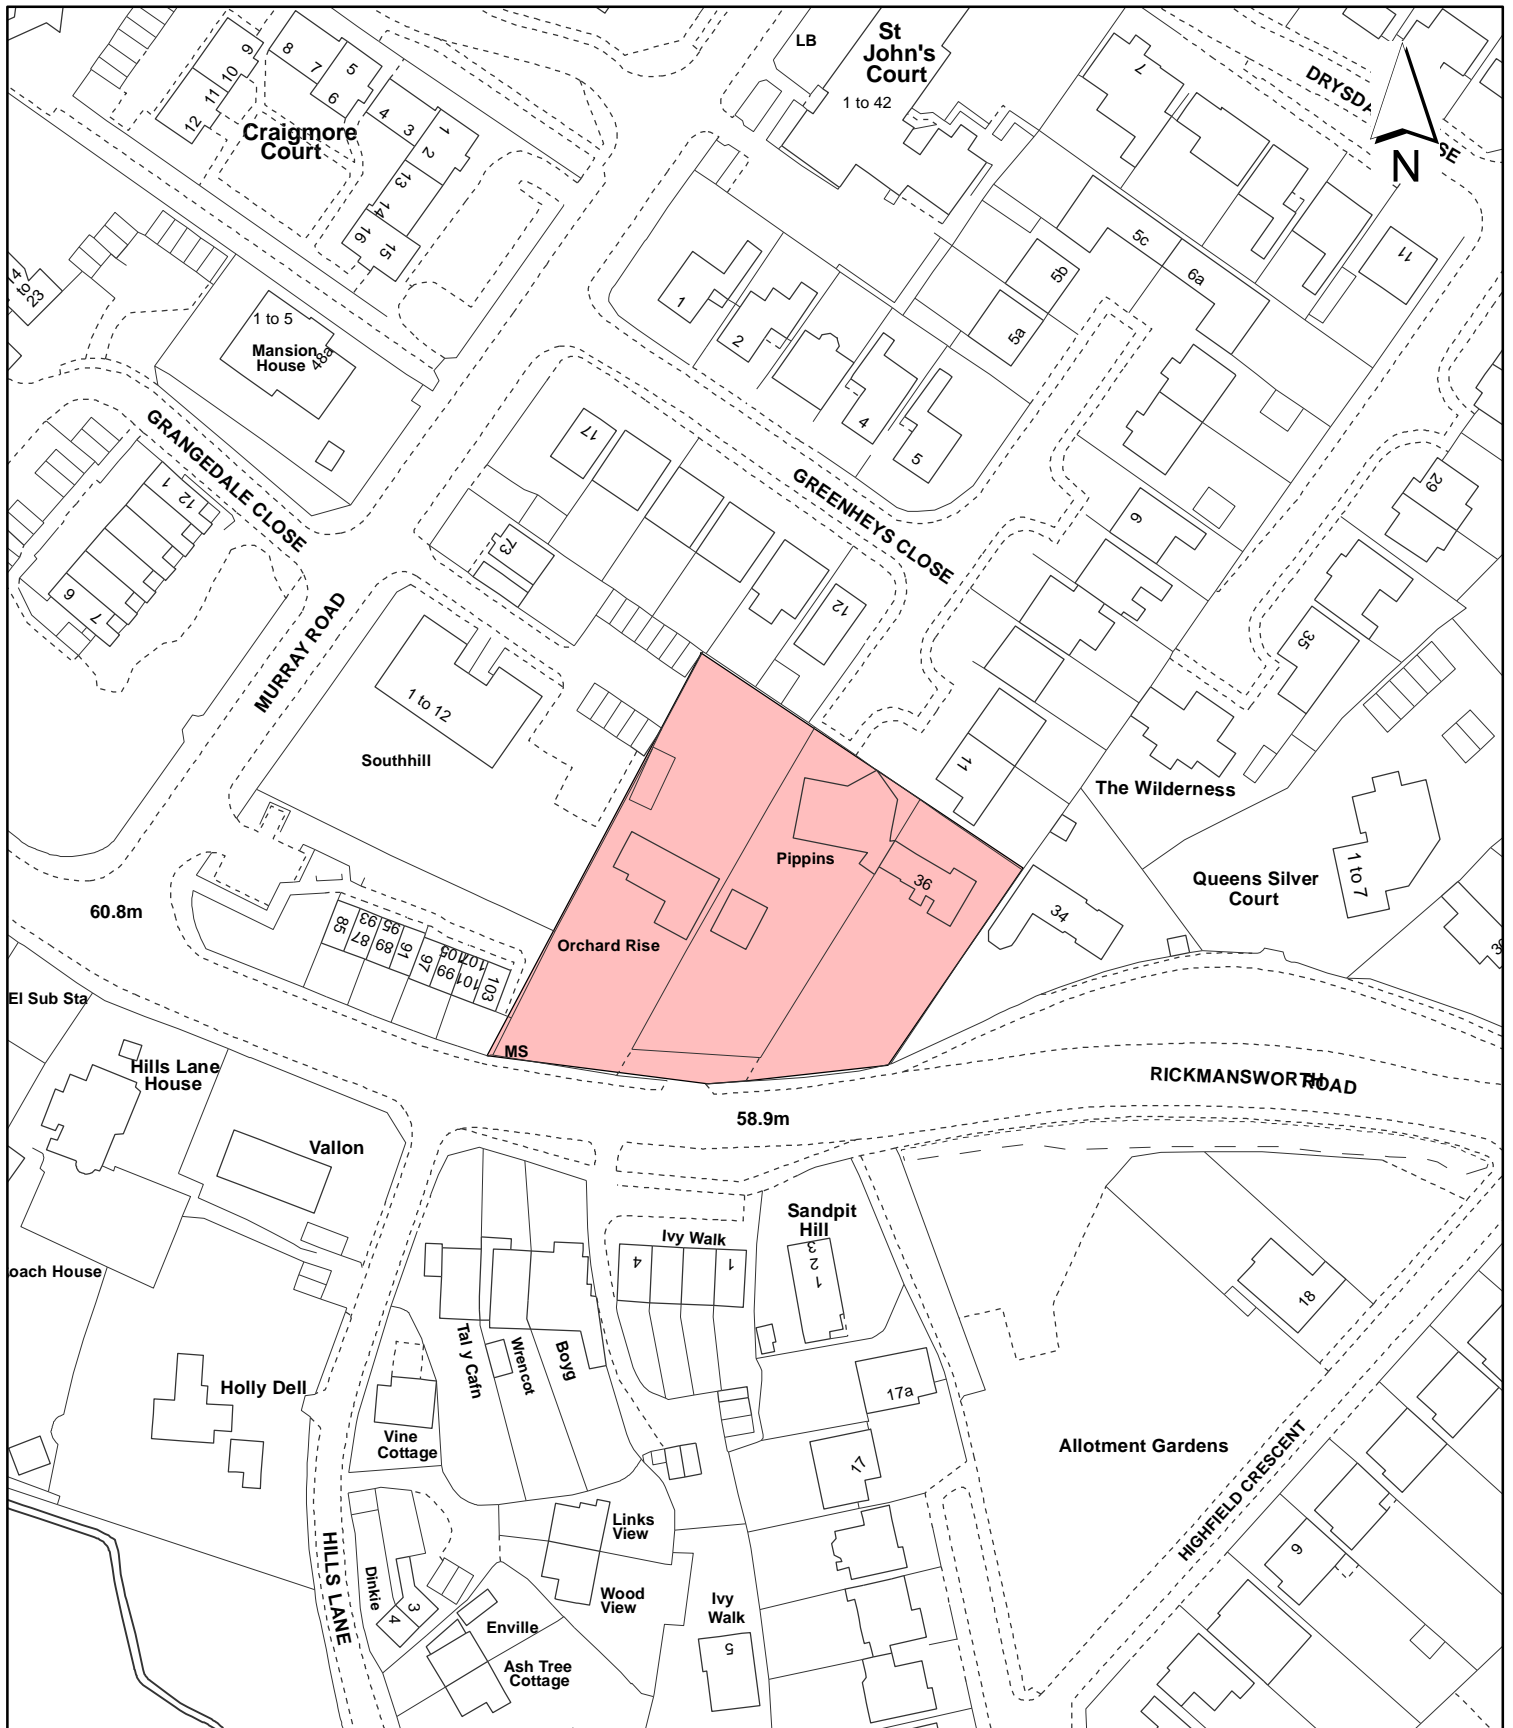 St
John's
Court
1 to 42
LB
9
10
11
12
8
7
5
6
4
3
1
2
13
14
16
15
Craigmore
Court
7
DRYSDA
SE
N
14
to
23
1 to 5
Mansion
House
48a
1
2
4
5
5c
5b
5a
6a
11
GRANGEDALE CLOSE
1
12
6
7
17
73
12
GREENHEYS CLOSE
29
9
35
MURRAY ROAD
1 to 12
Southhill
11
The Wilderness
Queens Silver
Court
1 to 7
Pippins
36
34
Orchard Rise
60.8m
85
93
87
95
89
91
97
105
107
99
101
103
MS
El Sub Sta
Hills Lane
House
Vallon
RICKMANSWORTH
ROAD
58.9m
Sandpit
Hill
3
2
1
Ivy Walk
4
1
oach House
Tal y Cafn
Wrencot
Boyg
18
Holly Dell
Vine
Cottage
17a
17
Allotment Gardens
HIGHFIELD CRESCENT
HILLS LANE
Links
View
Wood
View
Dinkie
3
4
Enville
Ash Tree
Cottage
Ivy
Walk
5
9